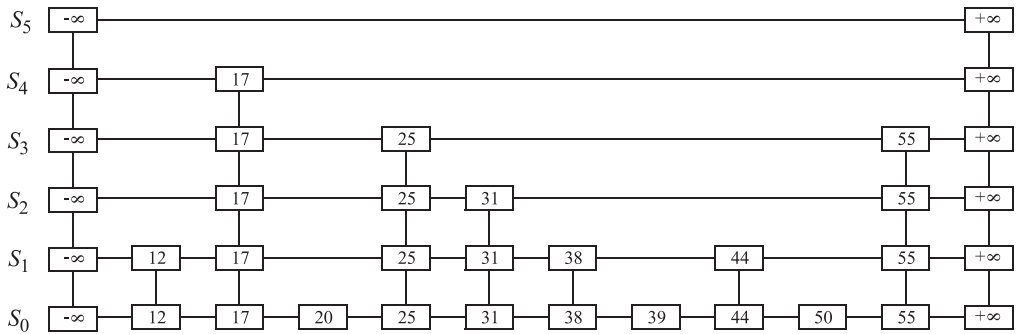 S5 -∞ +∞
S4 -∞ 17 +∞
S3 -∞ 17 25 55 +∞
S2 -∞ 17 25 31 55 +∞
S1 -∞ 12 17 25 31 38 44 55 +∞
S0 -∞ 12 17 20 25 31 38 39 44 50 55 +∞